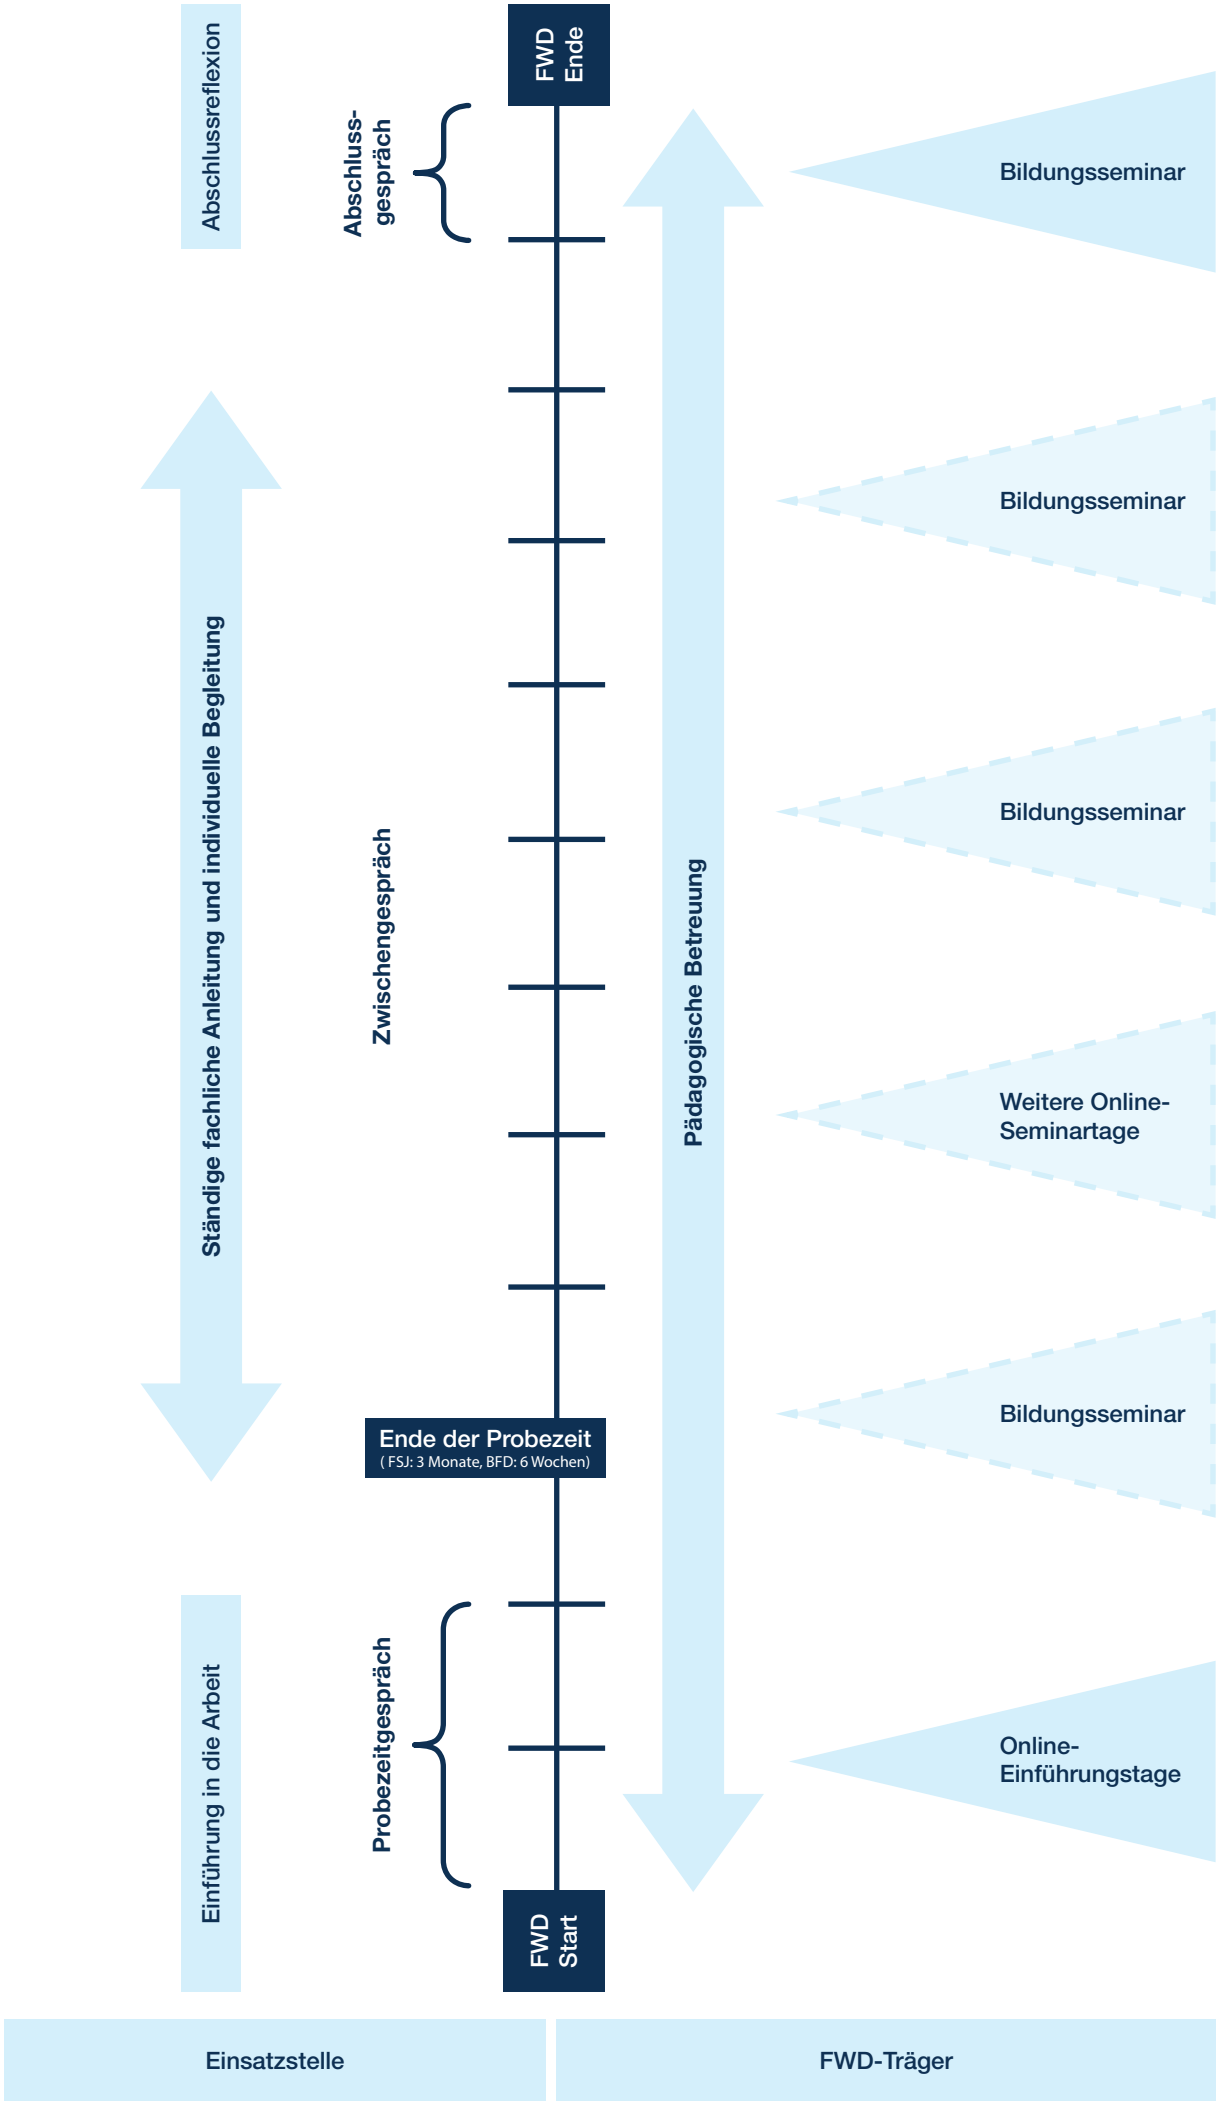 Abschlussreflexion
Abschluss-
gespräch
FWD
Ende
Bildungsseminar
Bildungsseminar
Bildungsseminar
Ständige fachliche Anleitung und individuelle Begleitung
Zwischengespräch
Pädagogische Betreuung
Weitere Online-
Seminartage
Ende der Probezeit
( FSJ: 3 Monate, BFD: 6 Wochen)
Bildungsseminar
Einführung in die Arbeit
Probezeitgespräch
Online-
Einführungstage
FWD
Start
Einsatzstelle
FWD-Träger